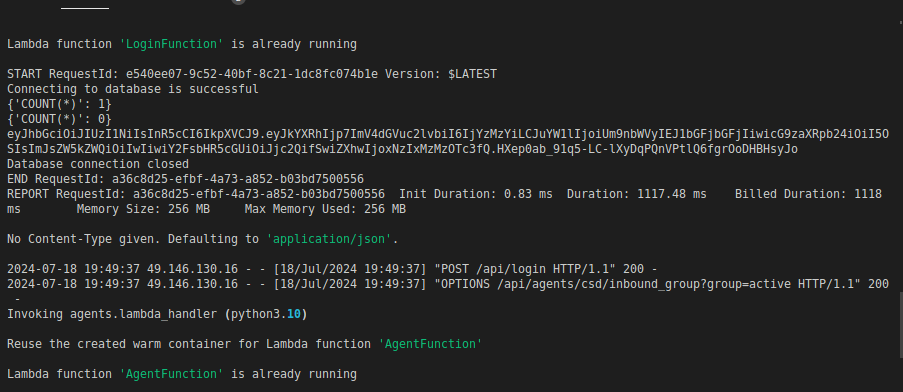 Lambda function 'LoginFunction' is already running
START RequestId: e540ee07-9c52-40bf-8c21-1dc8fc074b1e Version: $LATEST
Connecting to database is successful
{'COUNT(*)': 1}
{'COUNT(*)': 0}
eyJhbGciOiJIUzI1NiIsInR5cCI6IkpXVCJ9.eyJkYXRhIjp7ImV4dGVuc2lvbiI6IjYzMzYiLCJuYW1lIjoiUm9nbWVyIEJ1bGFjbGFjIiwicG9zaXRpb24iOiI5O
SIsImJsZW5kZWQiOiIwIiwiY2FsbHR5cGUiOiJjc2QifSwiZXhwIjoxNzIxMzMzOTc3fQ.HXep0ab_91q5-LC-lXyDqPQnVPtlQ6fgrOoDHBHsyJo
Database connection closed
END RequestId: a36c8d25-efbf-4a73-a852-b03bd7500556
REPORT RequestId: a36c8d25-efbf-4a73-a852-b03bd7500556  Init Duration: 0.83 ms  Duration: 1117.48 ms    Billed Duration: 1118
ms        Memory Size: 256 MB     Max Memory Used: 256 MB
No Content-Type given. Defaulting to 'application/json'.
2024-07-18 19:49:37 49.146.130.16 - - [18/Jul/2024 19:49:37] "POST /api/login HTTP/1.1" 200 -
2024-07-18 19:49:37 49.146.130.16 - - [18/Jul/2024 19:49:37] "OPTIONS /api/agents/csd/inbound_group?group=active HTTP/1.1" 200
-
Invoking agents.lambda_handler (python3.10)
Reuse the created warm container for Lambda function 'AgentFunction'
Lambda function 'AgentFunction' is already running